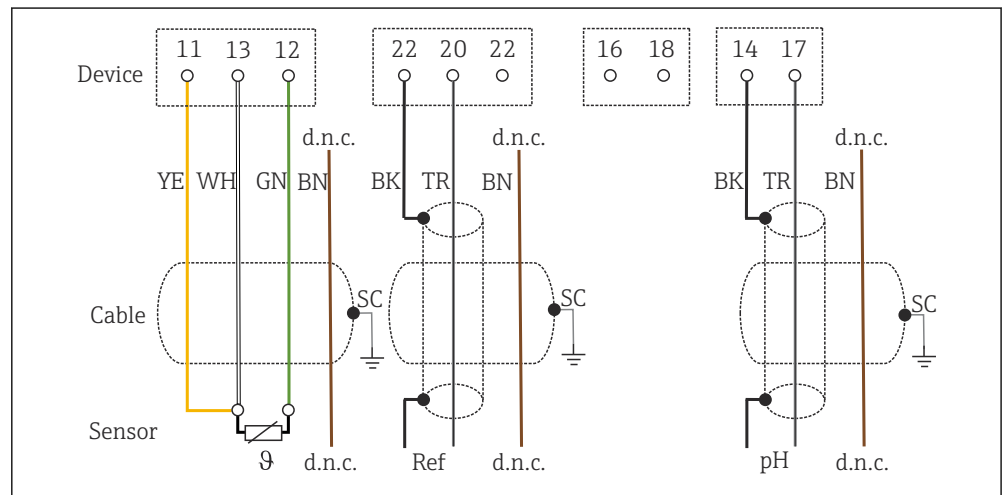 11 13 12 22 20 22 16 18 14 17
Device
d.n.c. d.n.c. d.n.c.
YE WH GN BN BK TR BN BK TR BN
SC SC SC
Cable
Sensor
ϑ d.n.c. Ref d.n.c. pH d.n.c.